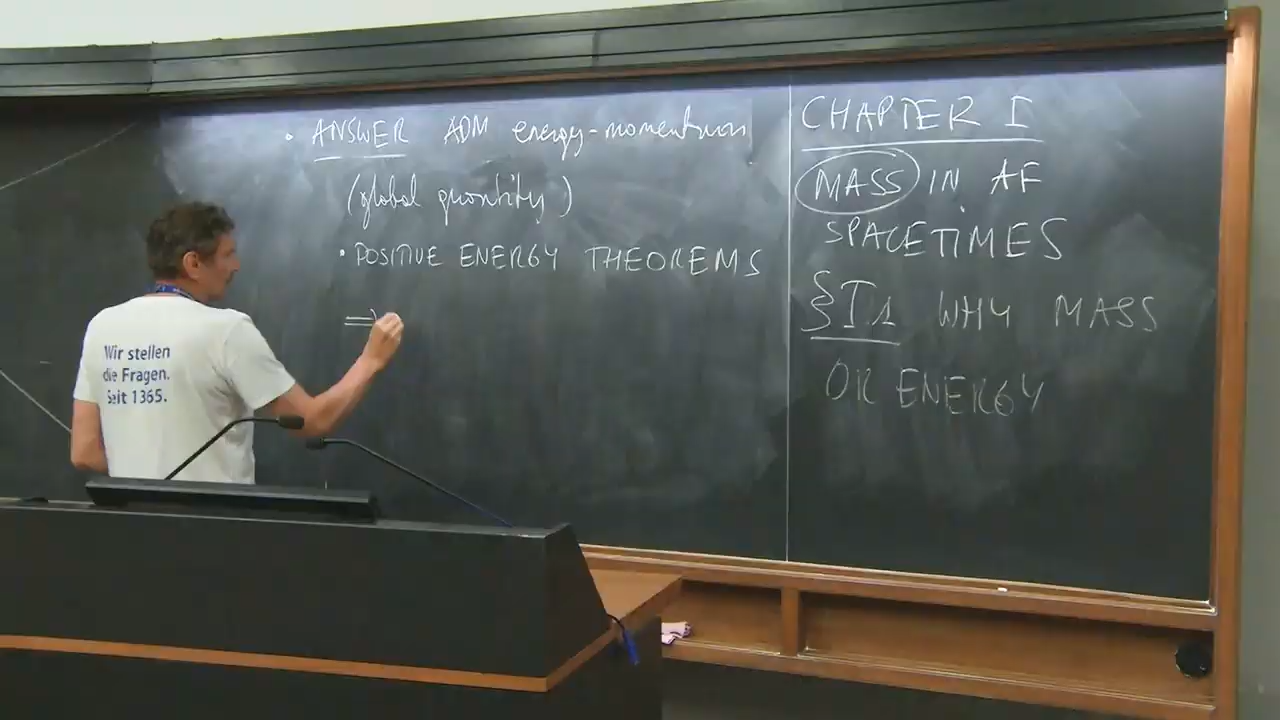 • ANSWER ADM energy-momentum
(global quantity)
• POSITIVE ENERGY THEOREMS
⇒
CHAPTER I
MASS IN AF
SPACETIMES
§I1 WHY MASS
OR ENERGY
Wir stellen
die Fragen.
Seit 1365.